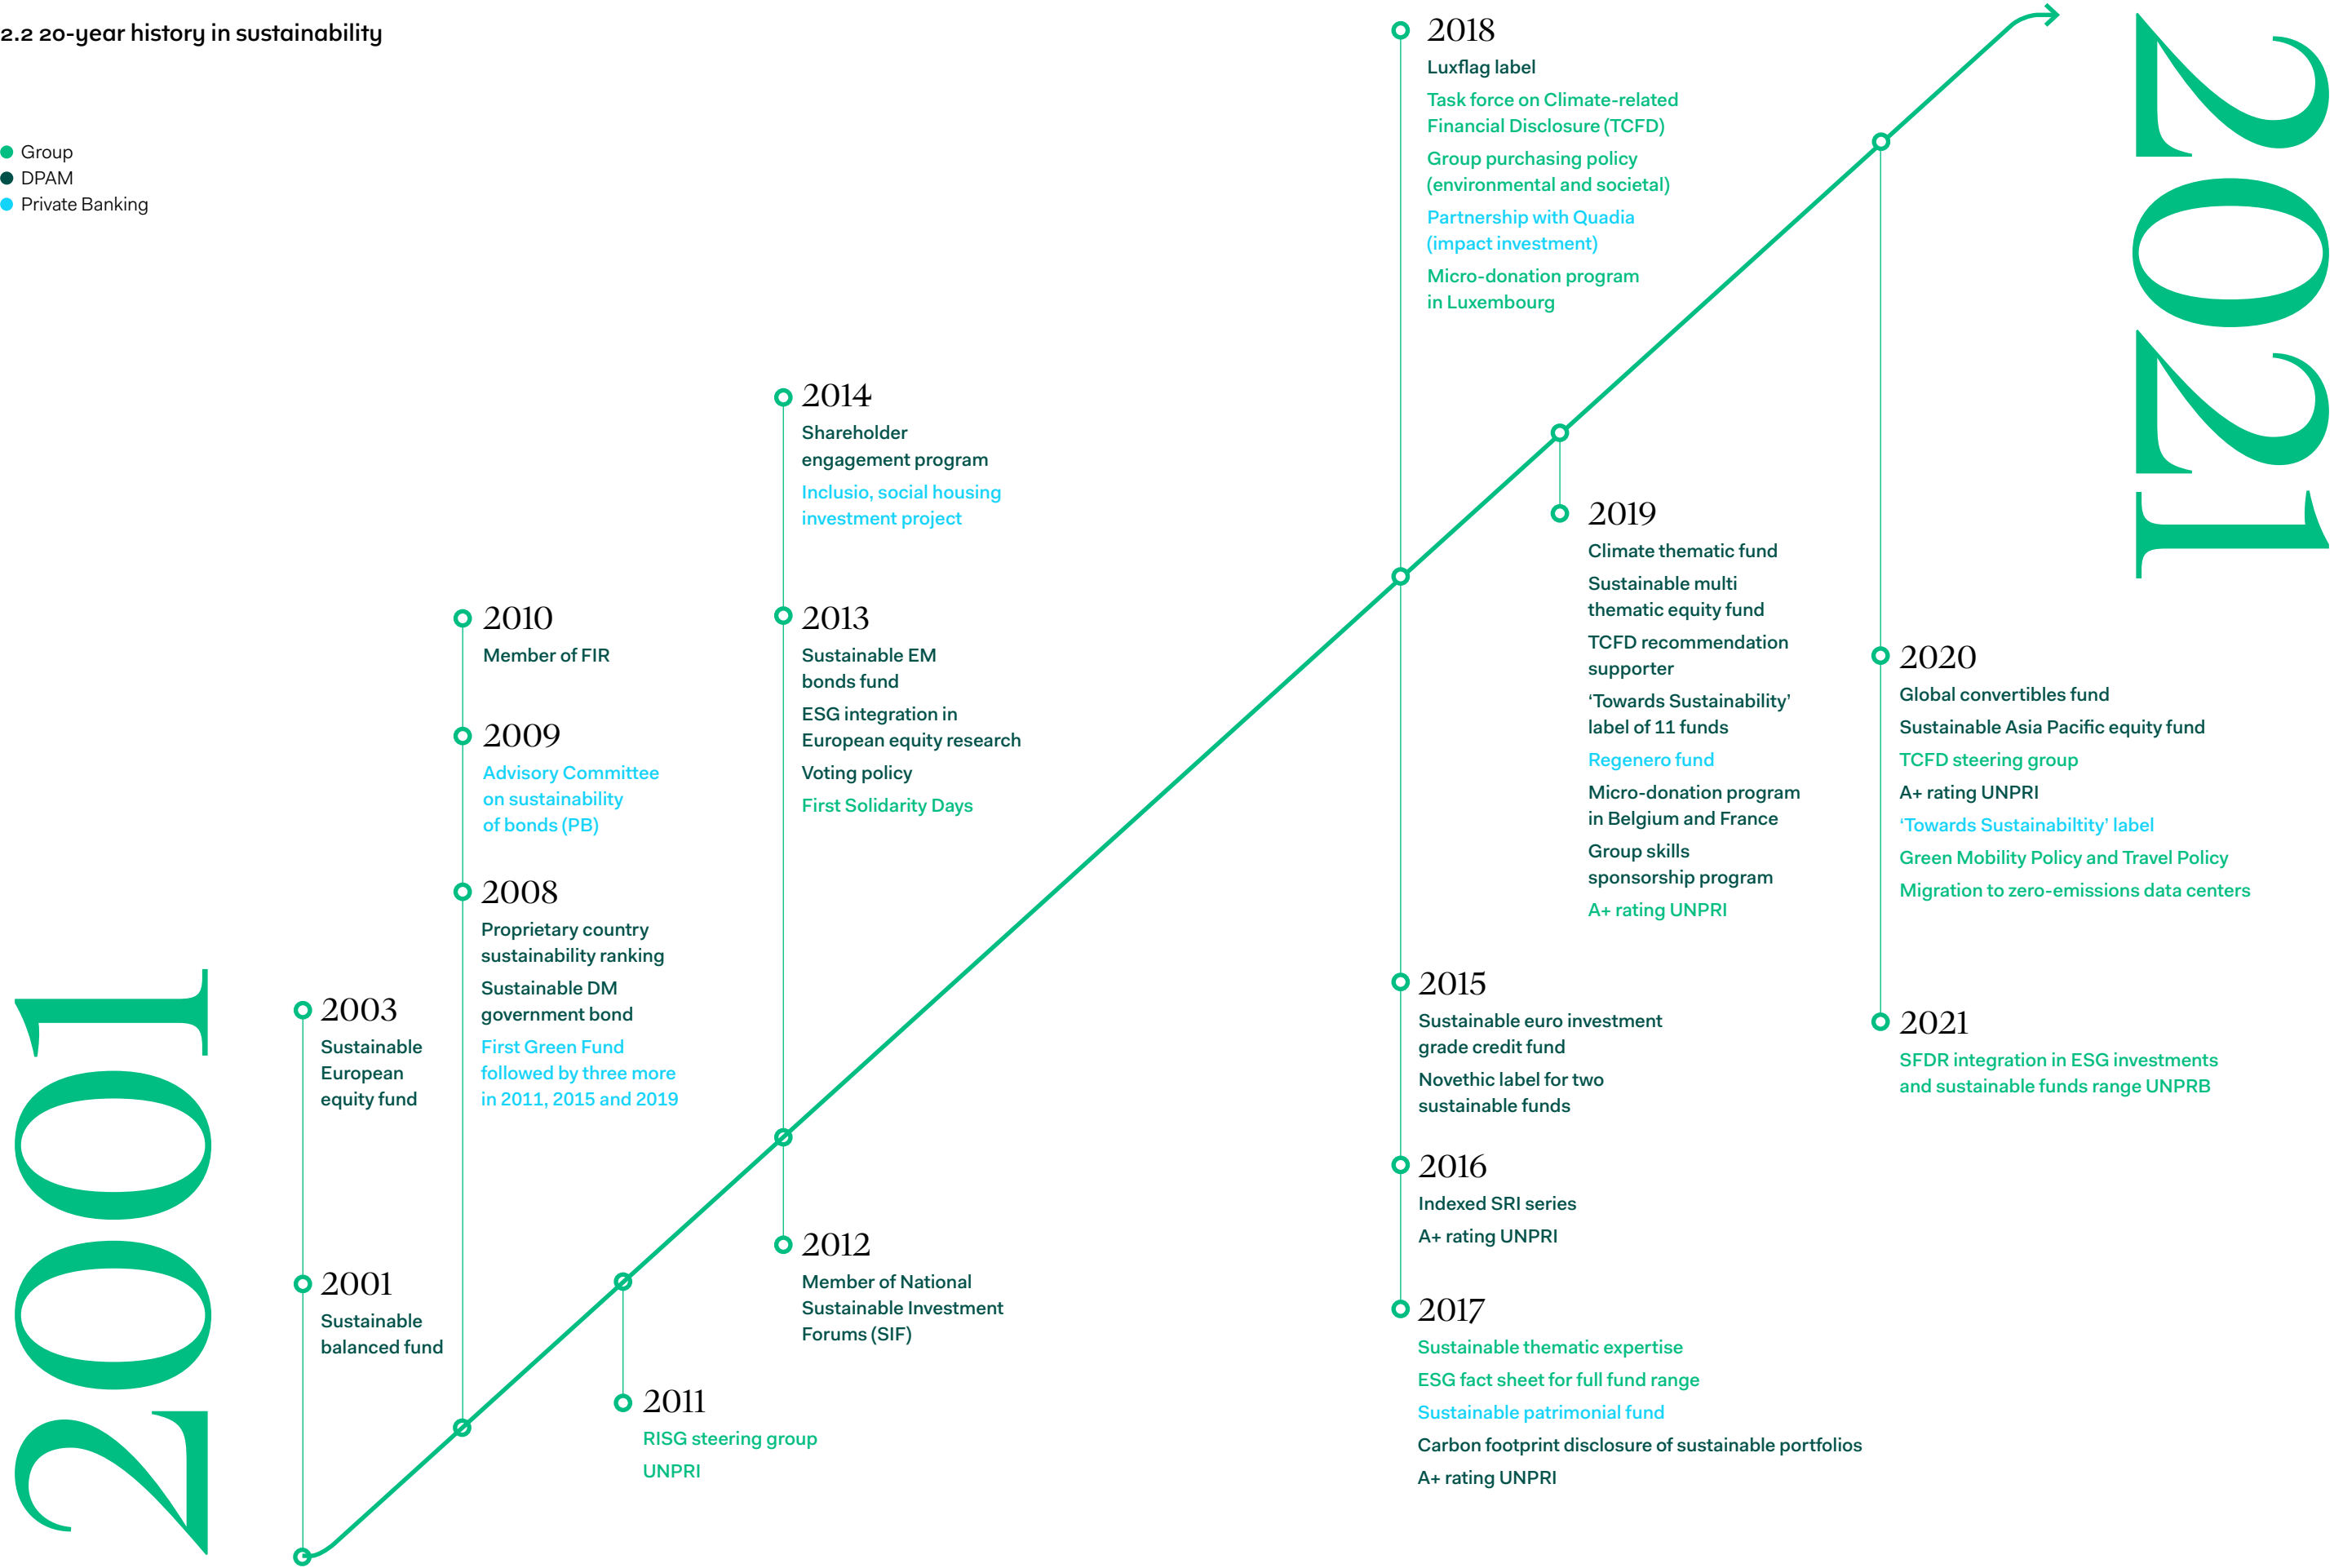 2.2 20-year history in sustainability
Group
DPAM
Private Banking
2001
2003
Sustainable
European
equity fund
2001
Sustainable
balanced fund
2010
Member of FIR
2009
Advisory Committee
on sustainability
of bonds (PB)
2008
Proprietary country
sustainability ranking
Sustainable DM
government bond
First Green Fund
followed by three more
in 2011, 2015 and 2019
2011
RISG steering group
UNPRI
2014
Shareholder
engagement program
Inclusio, social housing
investment project
2013
Sustainable EM
bonds fund
ESG integration in
European equity research
Voting policy
First Solidarity Days
2012
Member of National
Sustainable Investment
Forums (SIF)
2018
Luxflag label
Task force on Climate-related
Financial Disclosure (TCFD)
Group purchasing policy
(environmental and societal)
Partnership with Quadia
(impact investment)
Micro-donation program
in Luxembourg
2015
Sustainable euro investment
grade credit fund
Novethic label for two
sustainable funds
2016
Indexed SRI series
A+ rating UNPRI
2017
Sustainable thematic expertise
ESG fact sheet for full fund range
Sustainable patrimonial fund
Carbon footprint disclosure of sustainable portfolios
A+ rating UNPRI
2019
Climate thematic fund
Sustainable multi
thematic equity fund
TCFD recommendation
supporter
‘Towards Sustainability’
label of 11 funds
Regenero fund
Micro-donation program
in Belgium and France
Group skills
sponsorship program
A+ rating UNPRI
2020
Global convertibles fund
Sustainable Asia Pacific equity fund
TCFD steering group
A+ rating UNPRI
‘Towards Sustainabiltity’ label
Green Mobility Policy and Travel Policy
Migration to zero-emissions data centers
2021
SFDR integration in ESG investments
and sustainable funds range UNPRB
2021